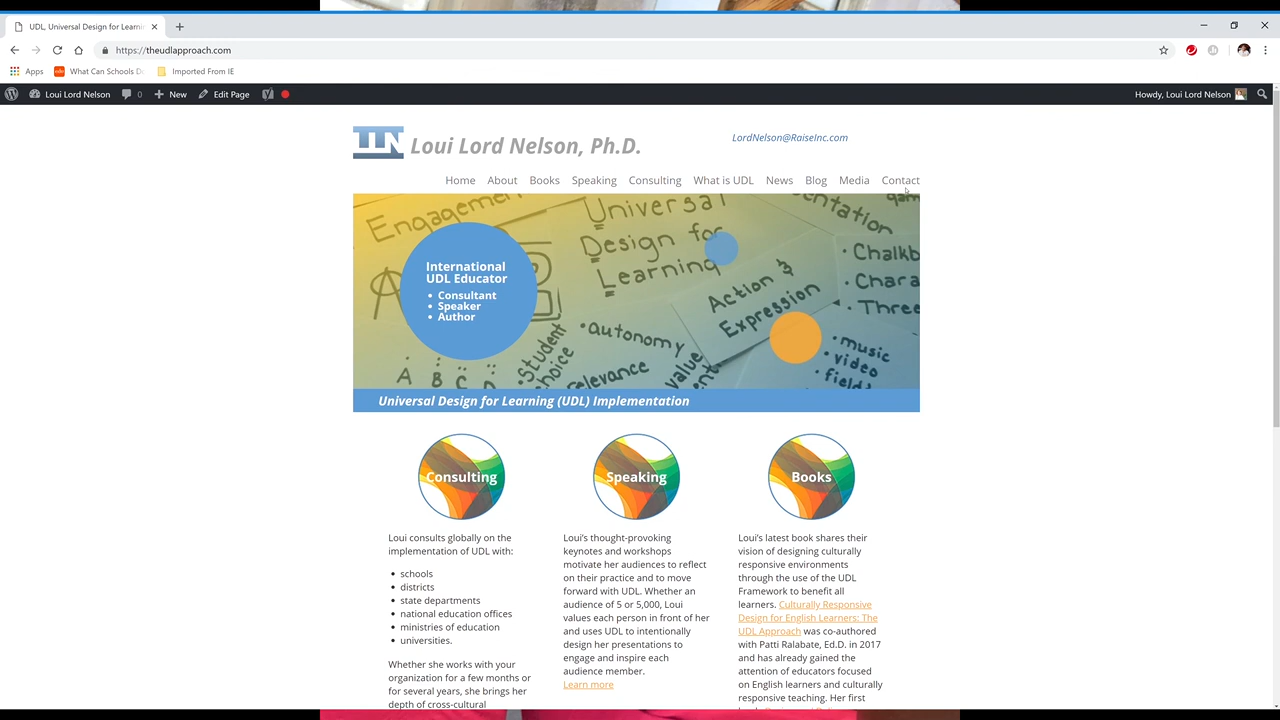 UDL, Universal Design for Learni
https://theudlapproach.com
Apps
What Can Schools D
Imported From IE
Loui Lord Nelson
0
New
Edit Page
Howdy, Loui Lord Nelson
LLN Loui Lord Nelson, Ph.D.
LordNelson@RaiseInc.com
Home About Books Speaking Consulting What is UDL News Blog Media Contact
Engagement
Universal
Design for
Learning
Action &
Expression
• Chalkb
• Chara
• Three
• autonomy
Student
choice
relevance
value
• music
• video
• field
A B C D
International
UDL Educator
• Consultant
• Speaker
• Author
Universal Design for Learning (UDL) Implementation
Consulting
Loui consults globally on the
implementation of UDL with:
• schools
• districts
• state departments
• national education offices
• ministries of education
• universities.
Whether she works with your
organization for a few months or
for several years, she brings her
depth of cross-cultural
Speaking
Loui's thought-provoking
keynotes and workshops
motivate her audiences to reflect
on their practice and to move
forward with UDL. Whether an
audience of 5 or 5,000, Loui
values each person in front of her
and uses UDL to intentionally
design her presentations to
engage and inspire each
audience member.
Learn more
Books
Loui's latest book shares their
vision of designing culturally
responsive environments
through the use of the UDL
Framework to benefit all
learners. Culturally Responsive
Design for English Learners: The
UDL Approach was co-authored
with Patti Ralabate, Ed.D. in 2017
and has already gained the
attention of educators focused
on English learners and culturally
responsive teaching. Her first